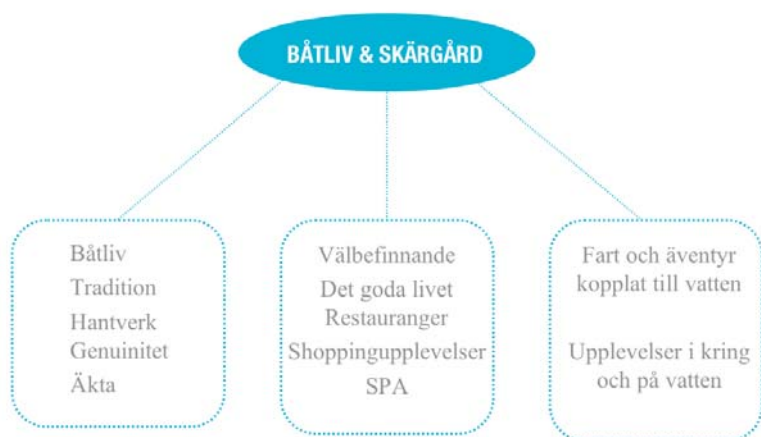 BÅTLIV & SKÄRGÅRD
Båtliv
Tradition
Hantverk
Genuinitet
Äkta
Välbefinnande
Det goda livet
Restauranger
Shoppingupplevelser
SPA
Fart och äventyr
kopplat till vatten
Upplevelser i kring
och på vatten